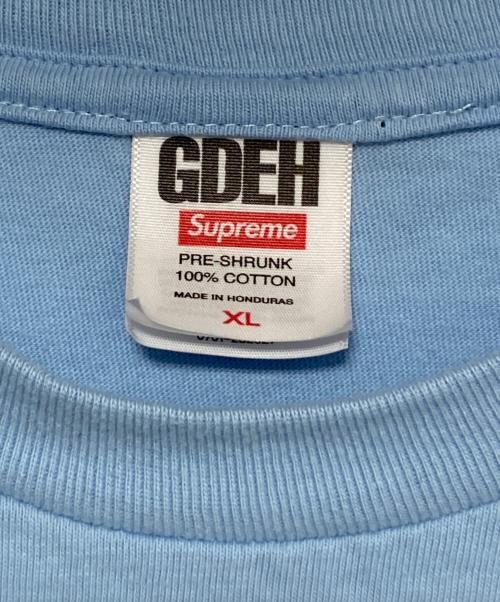 GDEH
Supreme
PRE-SHRUNK
100% COTTON
MADE IN HONDURAS
XL